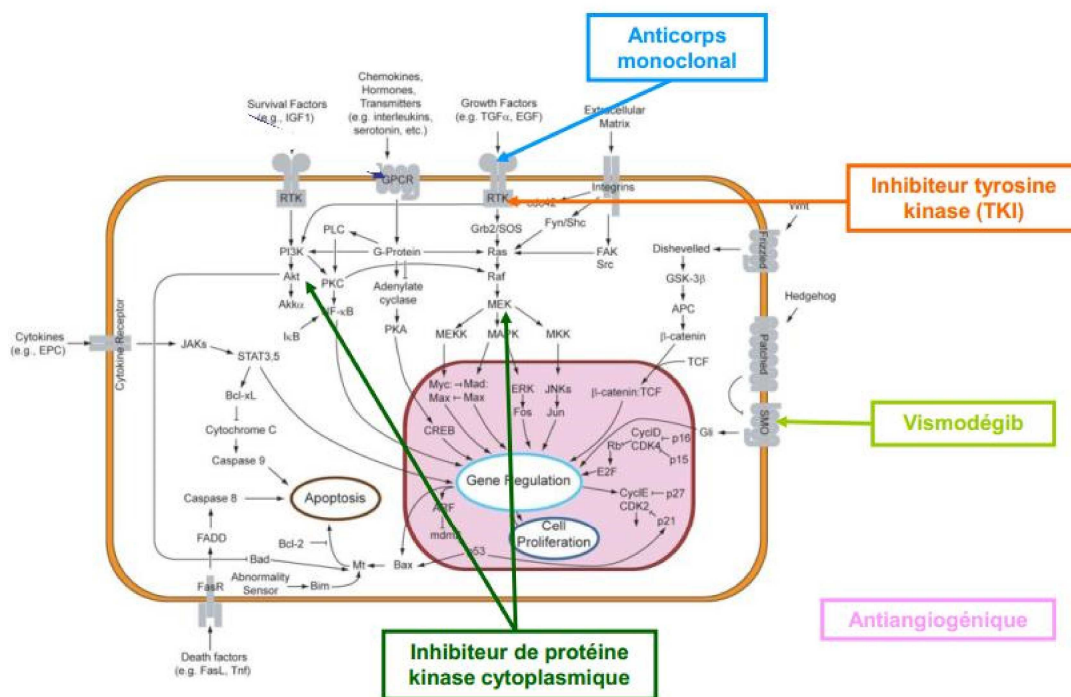 Anticorps
monoclonal
Chemokines,
Hormones,
Transmitters
(e.g. interleukins,
serotonin, etc.)
Survival Factors
(e.g., IGF1)
Growth Factors
(e.g. TGFα, EGF)
Extracellular
Matrix
Inhibiteur tyrosine
kinase (TKI)
RTK
GPCR
RTK
Integrins
cdc42
Wnt
Frizzled
Grb2/SOS
Fyn/Shc
PLC
PI3K
G-Protein
Ras
FAK
Src
Dishevelled
GSK-3β
APC
β-catenin
TCF
Hedgehog
Patched
SMO
Vismodégib
Akt
PKC
Adenylate
cyclase
Raf
Akkα
NF-κB
MEK
IκB
PKA
MEKK
MAPK
MKK
Cytokines
(e.g., EPC)
Cytokine Receptor
JAKs
STAT3,5
Bcl-xL
Cytochrome C
Caspase 9
Myc:
Max
Mad:
Max
ERK
JNKs
Fos
Jun
β-catenin:TCF
CREB
Gli
CyclD
Rb
CDK4
p16
p15
E2F
Gene Regulation
CyclE
p27
CDK2
p21
Caspase 8
Apoptosis
ARF
mdm2
Cell
Proliferation
FADD
Bcl-2
p53
Bad
Mt
Bax
FasR
Abnormality
Sensor
Bim
Death factors
(e.g. FasL, Tnf)
Inhibiteur de protéine
kinase cytoplasmique
Antiangiogénique